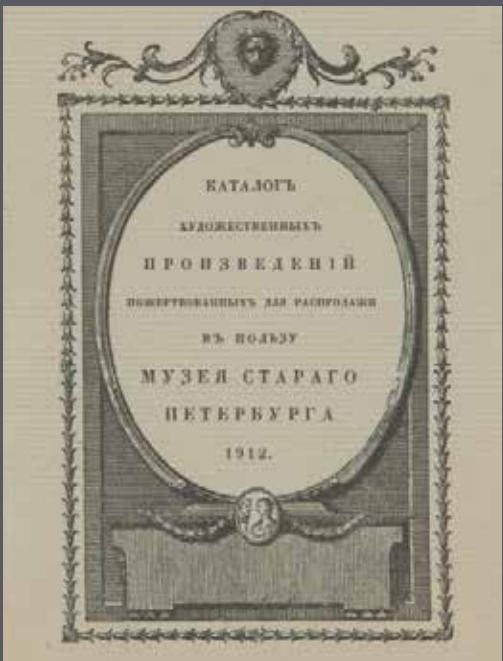 КАТАЛОГЪ
ХУДОЖЕСТВЕННЫХЪ
ПРОИЗВЕДЕНІЙ
ПОЖЕРТВОВАННЫХЪ ДЛЯ РАСПРОДАЖИ
ВЪ ПОЛЬЗУ
МУЗЕЯ СТАРАГО
ПЕТЕРБУРГА
1912.